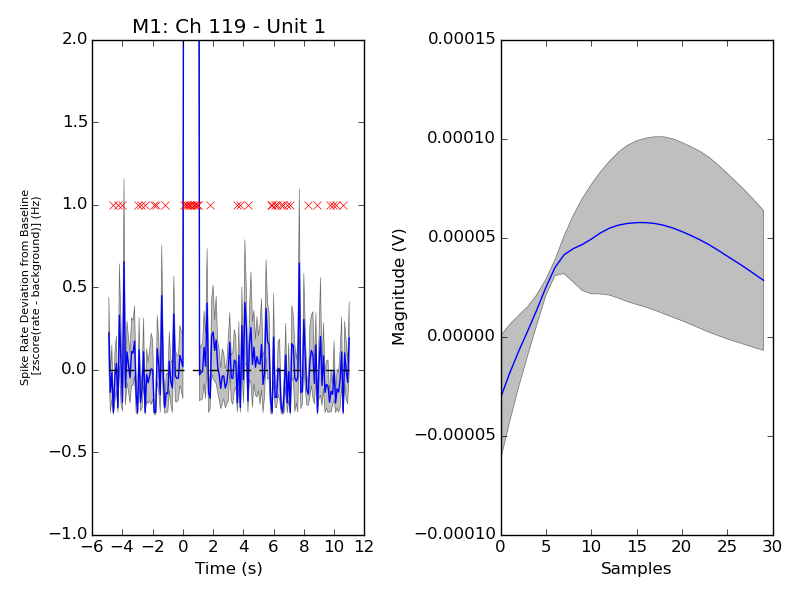 M1: Ch 119 - Unit 1
Spike Rate Deviation from Baseline
[zscore(rate - background)] (Hz)
2.0
1.5
1.0
0.5
0.0
−0.5
−1.0
−6 −4 −2 0 2 4 6 8 10 12
Time (s)
Magnitude (V)
0.00015
0.00010
0.00005
0.00000
−0.00005
−0.00010
0 5 10 15 20 25 30
Samples